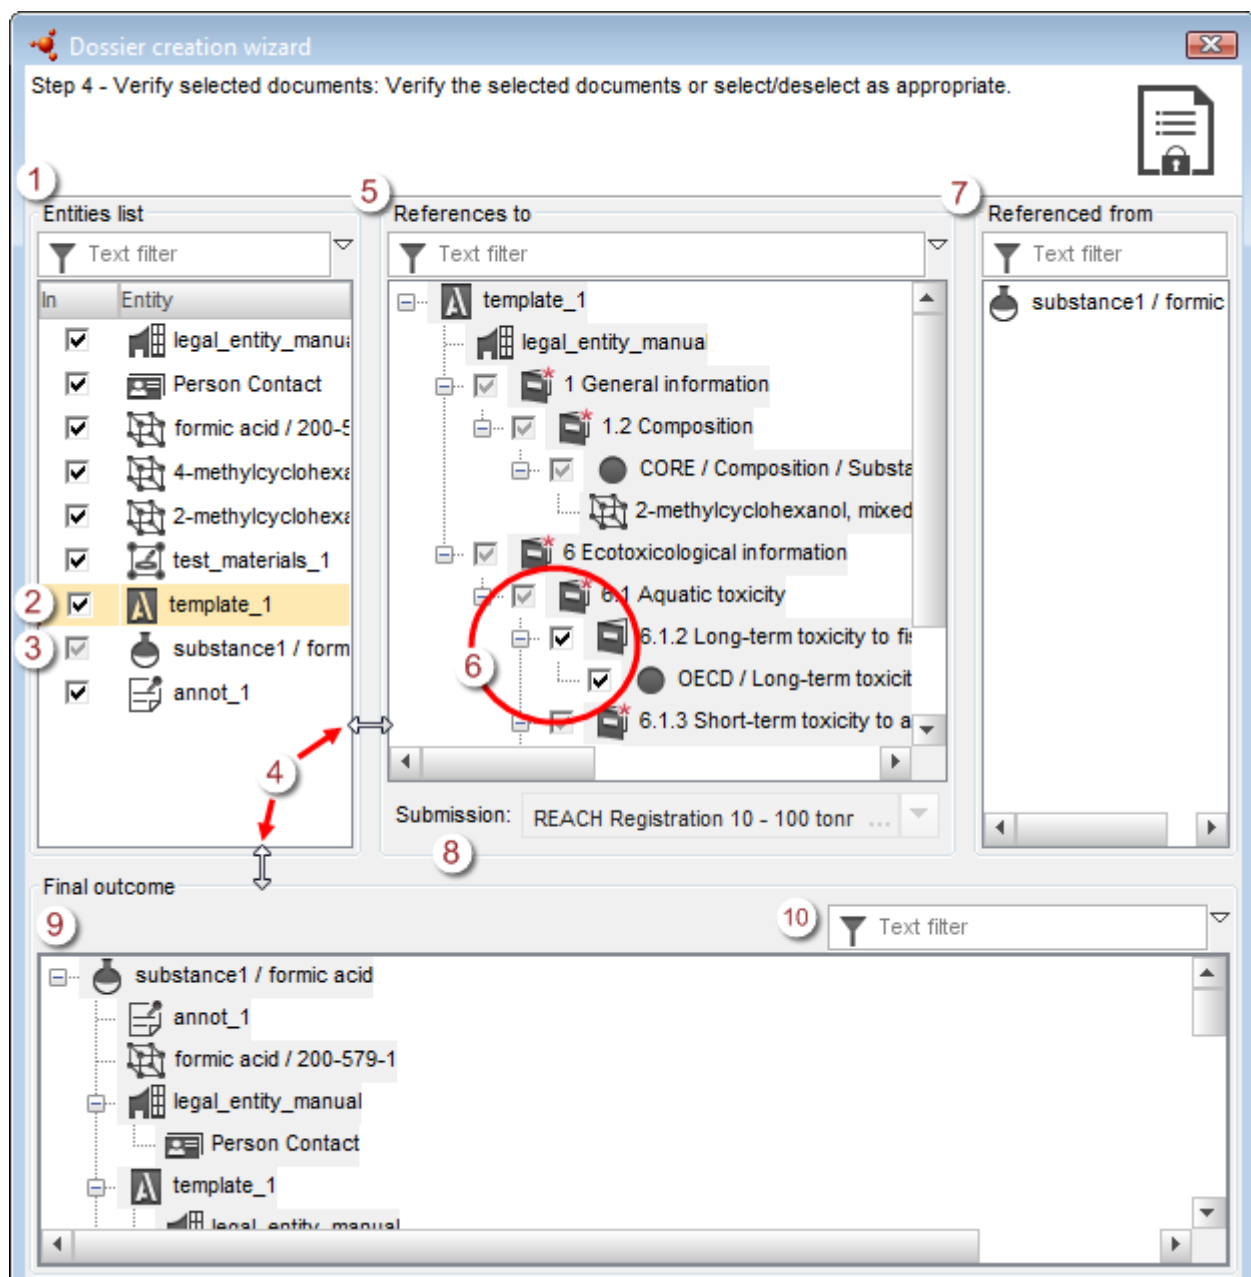 Dossier creation wizard
Step 4 - Verify selected documents: Verify the selected documents or select/deselect as appropriate.
1
Entities list
Text filter
In Entity
legal_entity_manu
Person Contact
formic acid / 200-5
4-methylcyclohexa
2-methylcyclohexa
test_materials_1
2
template_1
3
substance1 / form
annot_1
4
5
References to
Text filter
template_1
legal_entity_manual
1 General information
1.2 Composition
CORE / Composition / Substa
2-methylcyclohexanol, mixed
6 Ecotoxicological information
6.1 Aquatic toxicity
6.1.2 Long-term toxicity to fis
6
OECD / Long-term toxicit
6.1.3 Short-term toxicity to a
Submission: REACH Registration 10 - 100 tonr ...
8
7
Referenced from
Text filter
substance1 / formic
Final outcome
9
10
Text filter
substance1 / formic acid
annot_1
formic acid / 200-579-1
legal_entity_manual
Person Contact
template_1
legal_entity_manual